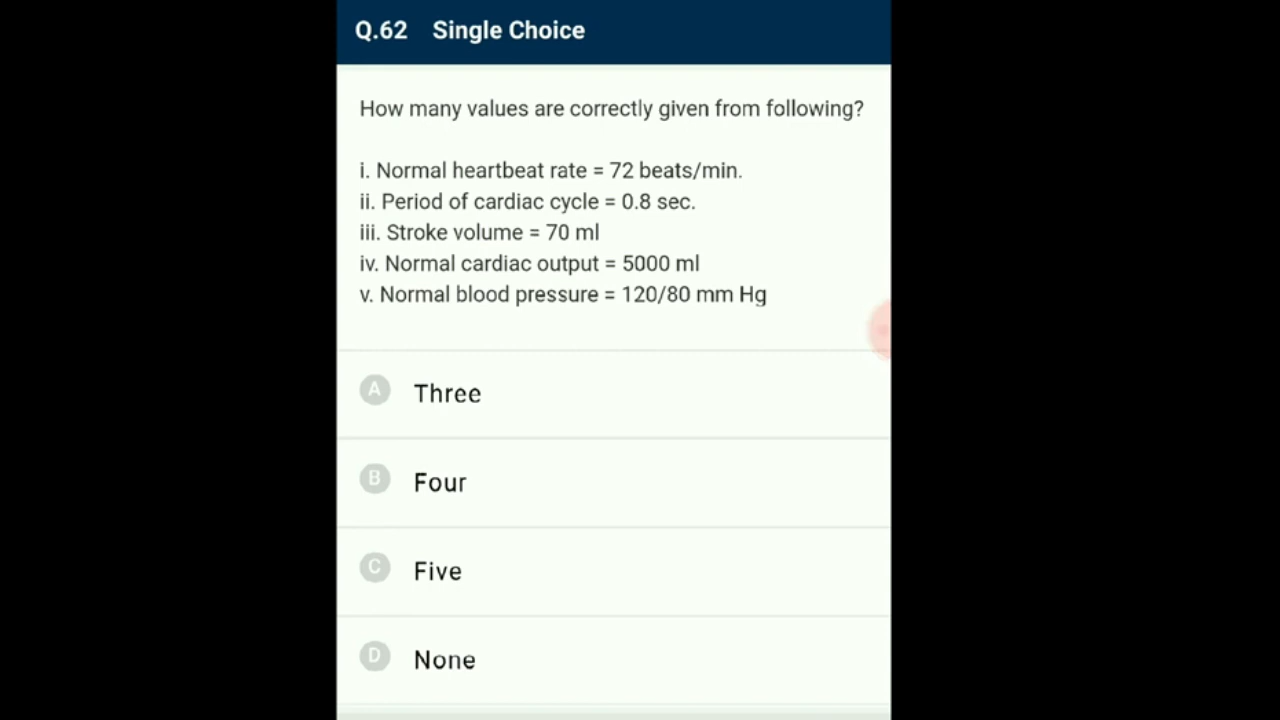 Q.62 Single Choice
How many values are correctly given from following?
i. Normal heartbeat rate = 72 beats/min.
ii. Period of cardiac cycle = 0.8 sec.
iii. Stroke volume = 70 ml
iv. Normal cardiac output = 5000 ml
v. Normal blood pressure = 120/80 mm Hg
A Three
B Four
C Five
D None